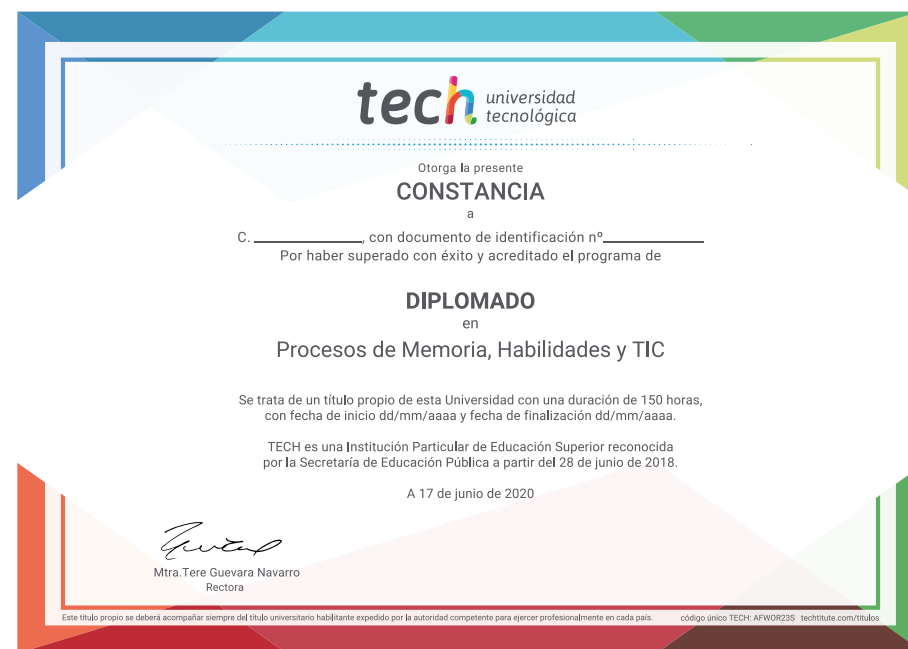 tech universidad
tecnológica
Otorga la presente
CONSTANCIA
a
C. ____________, con documento de identificación nº____________
Por haber superado con éxito y acreditado el programa de
DIPLOMADO
en
Procesos de Memoria, Habilidades y TIC
Se trata de un título propio de esta Universidad con una duración de 150 horas,
con fecha de inicio dd/mm/aaaa y fecha de finalización dd/mm/aaaa.
TECH es una Institución Particular de Educación Superior reconocida
por la Secretaría de Educación Pública a partir del 28 de junio de 2018.
A 17 de junio de 2020
Mtra.Tere Guevara Navarro
Rectora
Este título propio se deberá acompañar siempre del título universitario habilitante expedido por la autoridad competente para ejercer profesionalmente en cada país. código único TECH: AFWOR23S techtitute.com/titulos